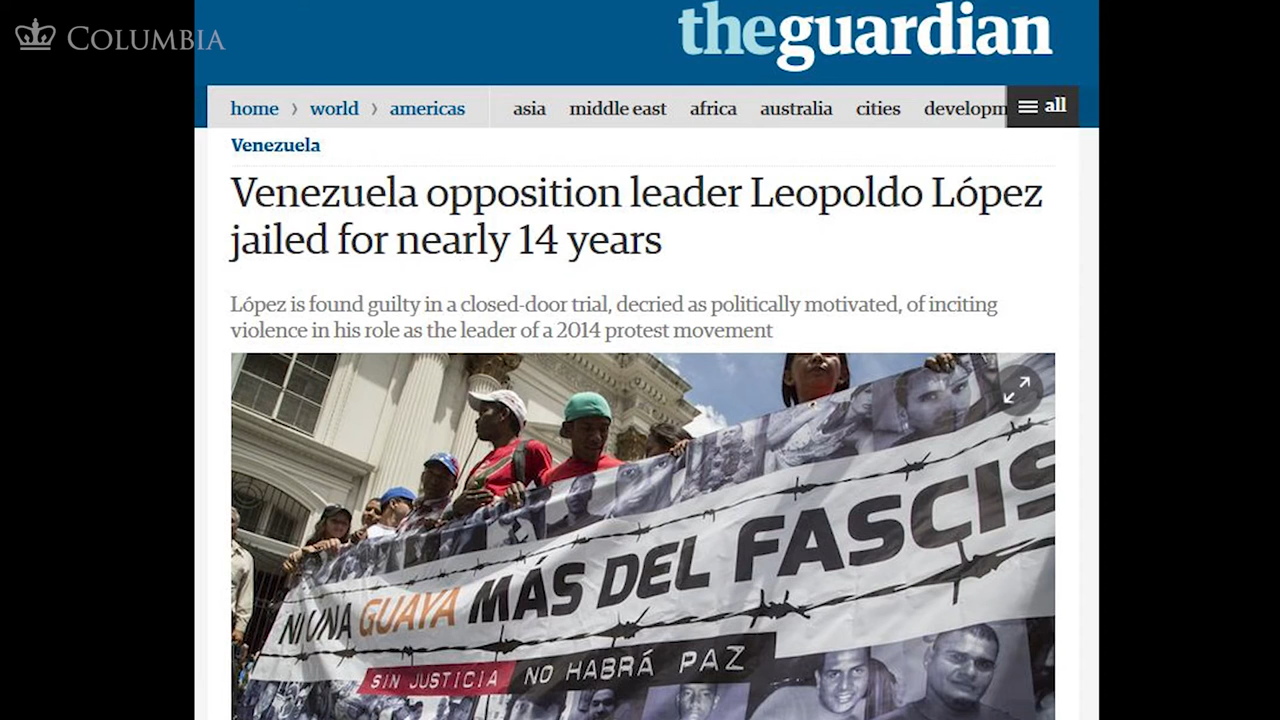 COLUMBIA
theguardian
home › world › americas asia middle east africa australia cities developm all
Venezuela
Venezuela opposition leader Leopoldo López
jailed for nearly 14 years
López is found guilty in a closed-door trial, decried as politically motivated, of inciting
violence in his role as the leader of a 2014 protest movement
NI UNA GUAYA MÁS DEL FASCIS
SIN JUSTICIA NO HABRÁ PAZ